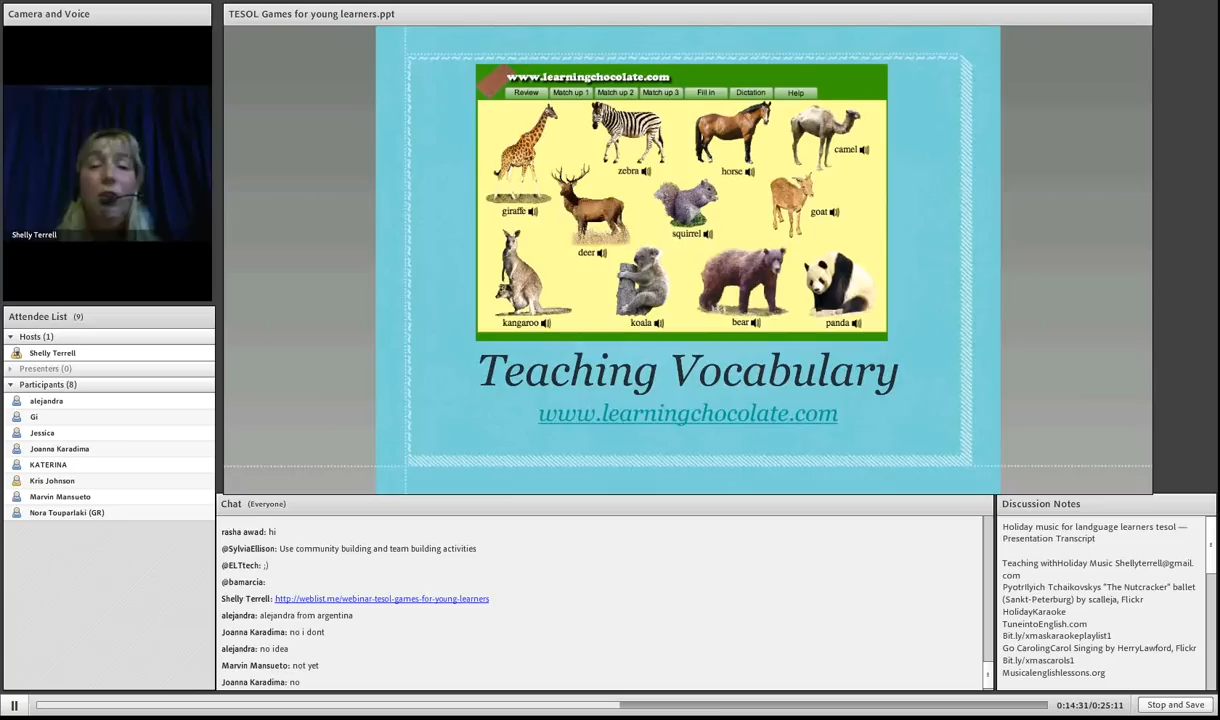 Camera and Voice
Shelly Terrell
Attendee List (9)
Hosts (1)
Shelly Terrell
Presenters (0)
Participants (8)
alejandra
Gi
Jessica
Joanna Karadima
KATERINA
Kris Johnson
Marvin Mansueto
Nora Touparlaki (GR)
TESOL Games for young learners.ppt
www.learningchocolate.com
Review Match up 1 Match up 2 Match up 3 Fill in Dictation Help
camel
zebra
horse
giraffe
goat
squirrel
deer
kangaroo
koala
bear
panda
Teaching Vocabulary
www.learningchocolate.com
Chat (Everyone)
rasha awad: hi
@SylviaEllison: Use community building and team building activities
@ELTtech: ;)
@bamarcia:
Shelly Terrell: http://weblist.me/webinar-tesol-games-for-young-learners
alejandra: alejandra from argentina
Joanna Karadima: no i dont
alejandra: no idea
Marvin Mansueto: not yet
Joanna Karadima: no
Discussion Notes
Holiday music for landguage learners tesol —
Presentation Transcript
Teaching withHoliday Music Shellyterrell@gmail.
com
PyotrIlyich Tchaikovskys "The Nutcracker" ballet
(Sankt-Peterburg) by scalleja, Flickr
HolidayKaraoke
TuneintoEnglish.com
Bit.ly/xmaskaraokeplaylist1
Go CarolingCarol Singing by HerryLawford, Flickr
Bit.ly/xmascarols1
Musicalenglishlessons.org
0:14:31/0:25:11
Stop and Save